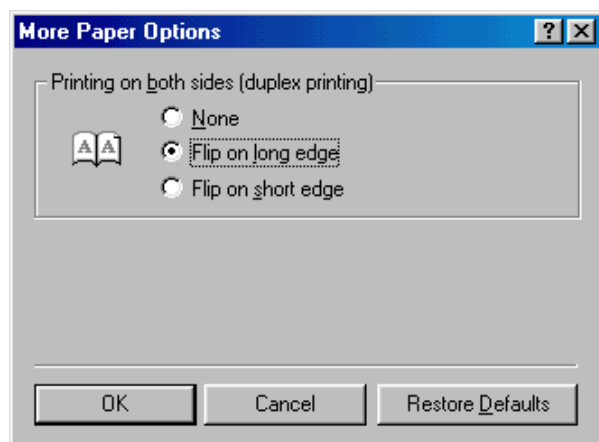 More Paper Options
Printing on both sides (duplex printing)
None
A A
Flip on long edge
Flip on short edge
OK Cancel Restore Defaults